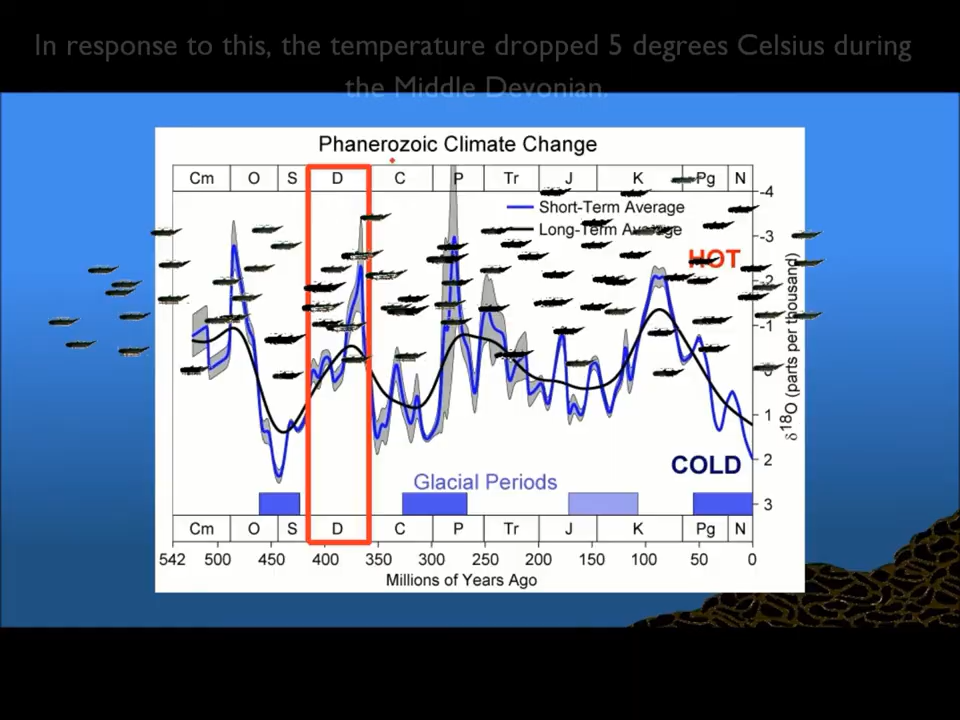 In response to this, the temperature dropped 5 degrees Celsius during
the Middle Devonian.
Phanerozoic Climate Change
Cm O S D C P Tr J K Pg N
Short-Term Average
Long-Term Average
HOT
-4
-3
-2
-1
0
1
2
3
δ18O (parts per thousand)
COLD
Glacial Periods
Cm O S D C P Tr J K Pg N
542 500 450 400 350 300 250 200 150 100 50 0
Millions of Years Ago